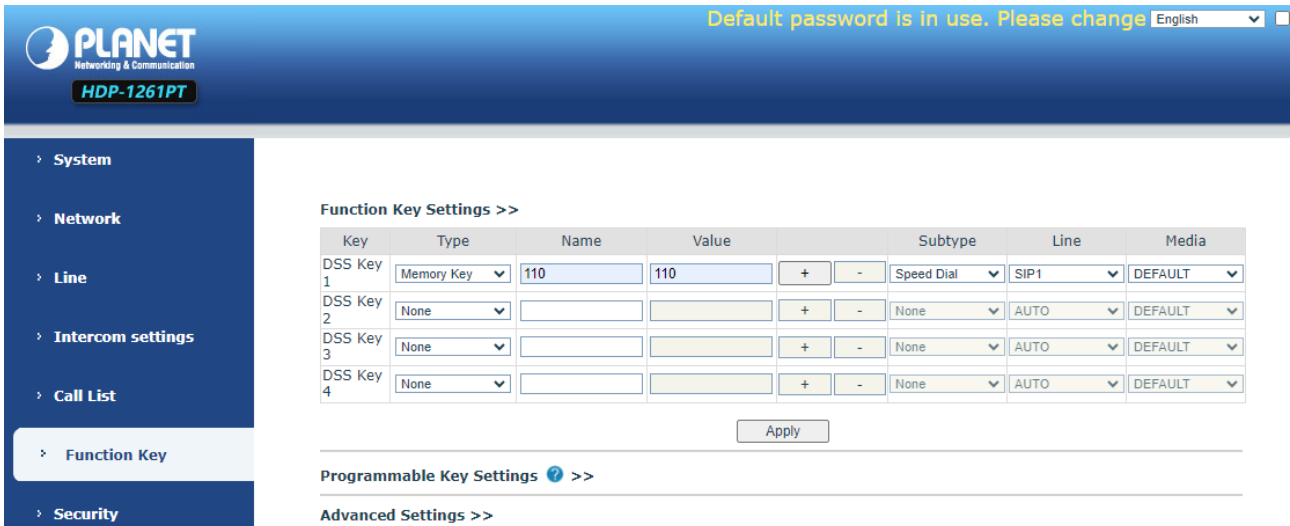 Default password is in use. Please change English
PLANET
Networking & Communication
HDP-1261PT
System
Network
Line
Intercom settings
Call List
Function Key
Security
Function Key Settings >>
Key Type Name Value Subtype Line Media
DSS Key 1 Memory Key 110 110 + - Speed Dial SIP1 DEFAULT
DSS Key 2 None + - None AUTO DEFAULT
DSS Key 3 None + - None AUTO DEFAULT
DSS Key 4 None + - None AUTO DEFAULT
Apply
Programmable Key Settings ? >>
Advanced Settings >>